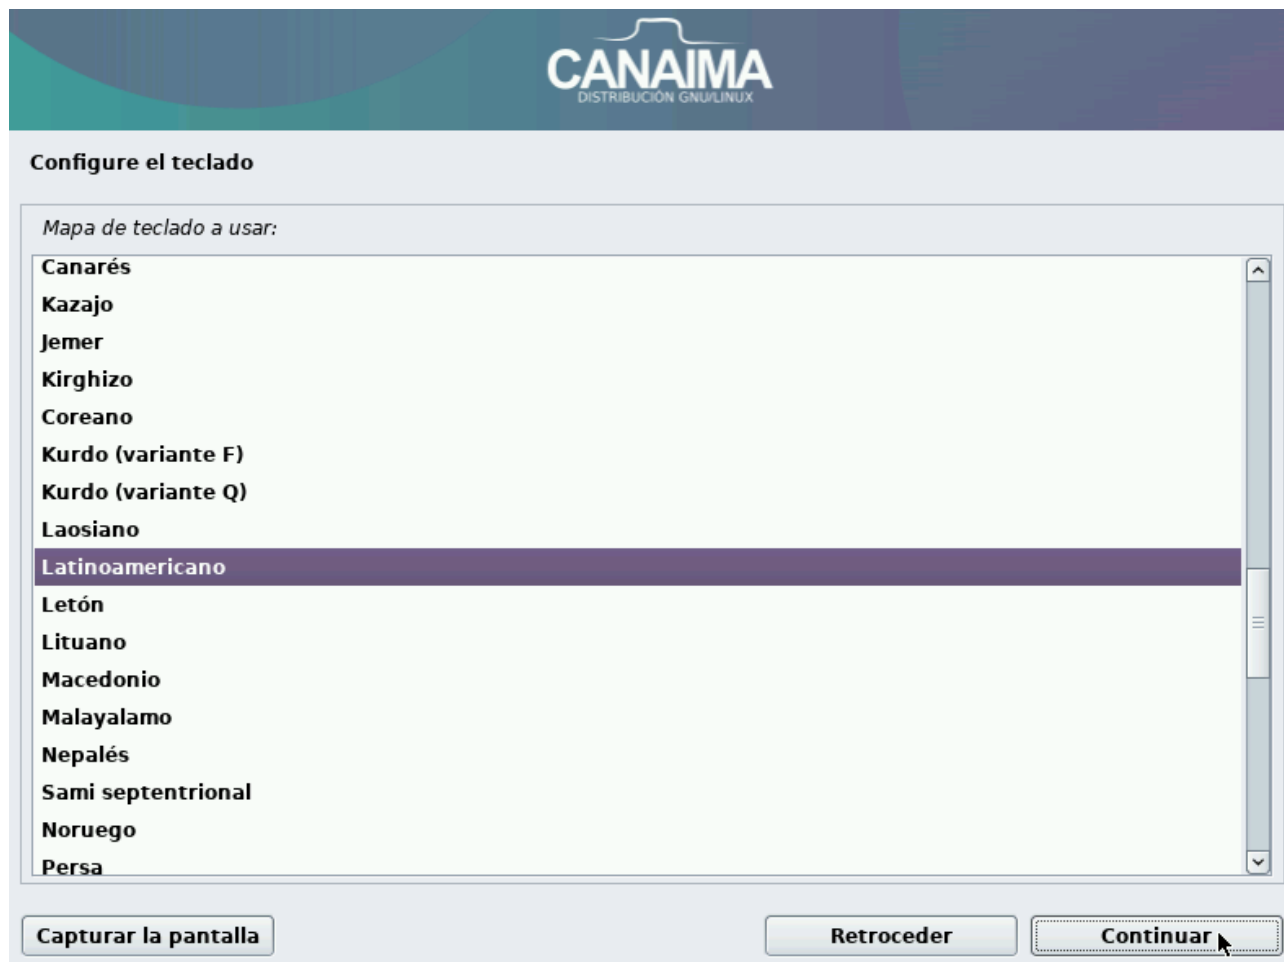 CANAIMA
DISTRIBUCIÓN GNU/LINUX
Configure el teclado
Mapa de teclado a usar:
Canarés
Kazajo
Jemer
Kirghizo
Coreano
Kurdo (variante F)
Kurdo (variante Q)
Laosiano
Latinoamericano
Letón
Lituano
Macedonio
Malayalamo
Nepalés
Sami septentrional
Noruego
Persa
Capturar la pantalla
Retroceder
Continuar